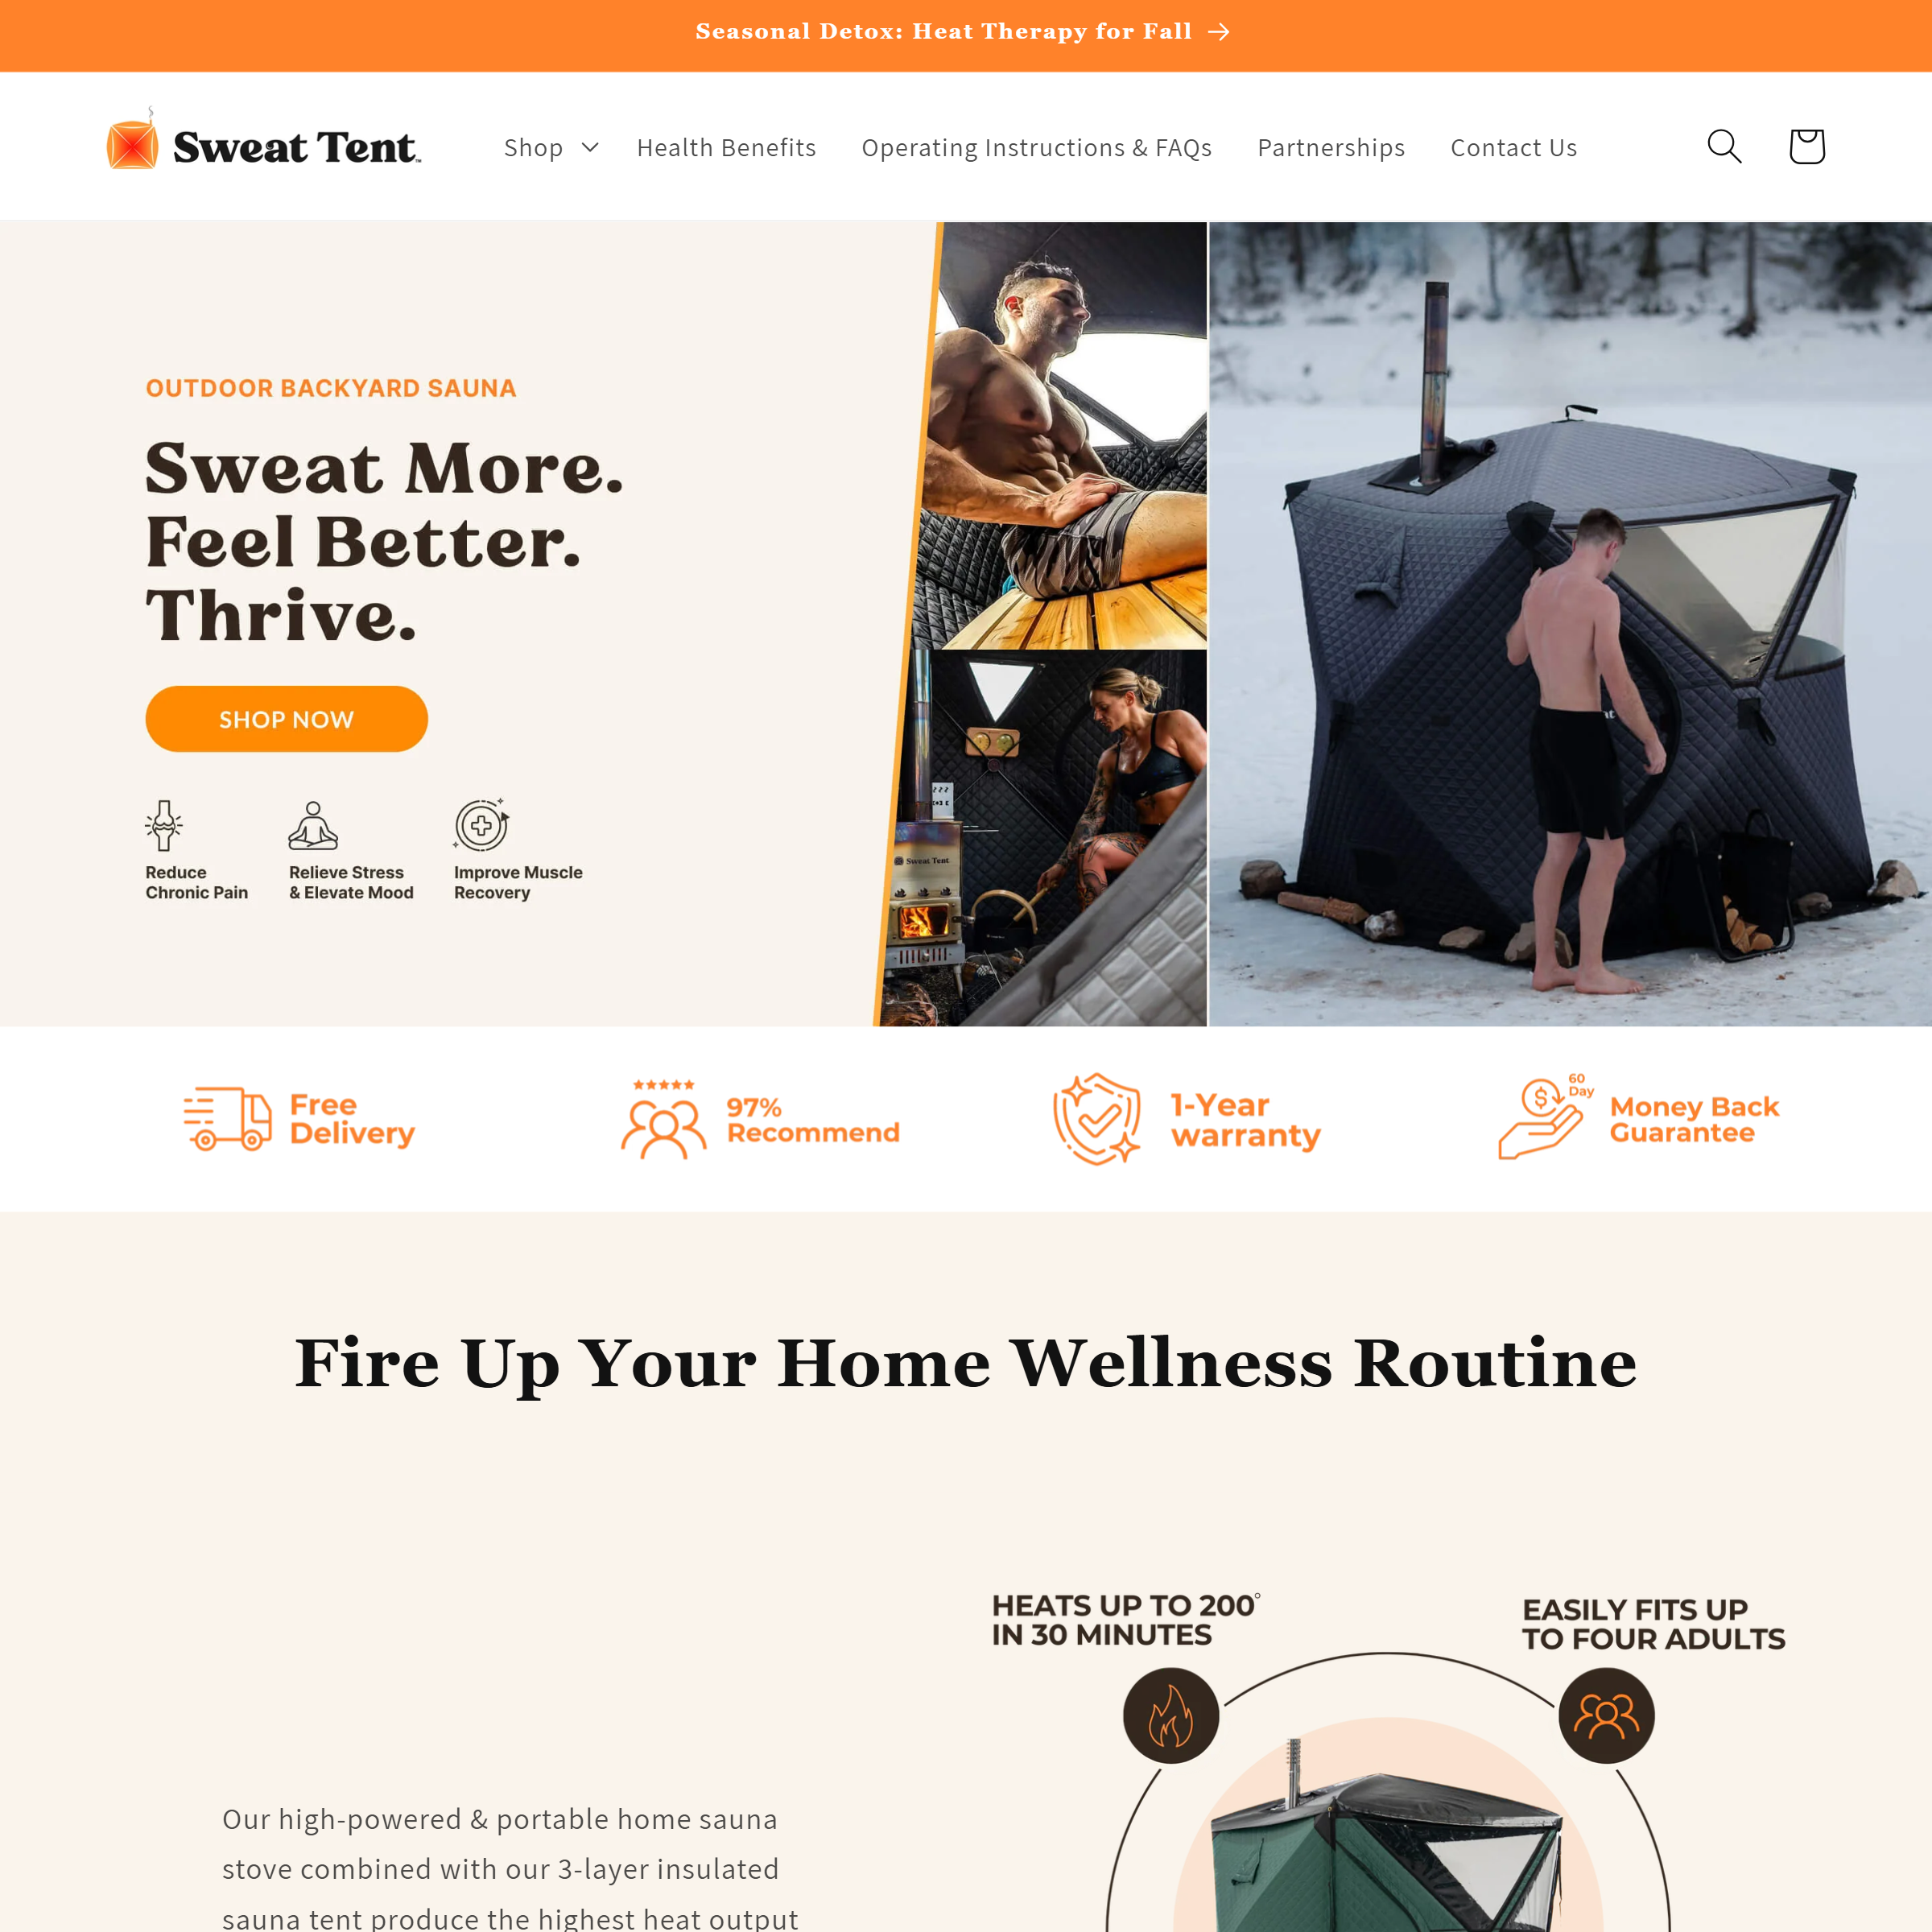 Seasonal Detox: Heat Therapy for Fall →
Sweat Tent™
Shop
Health Benefits
Operating Instructions & FAQs
Partnerships
Contact Us
OUTDOOR BACKYARD SAUNA
Sweat More.
Feel Better.
Thrive.
SHOP NOW
Reduce
Chronic Pain
Relieve Stress
& Elevate Mood
Improve Muscle
Recovery
Sweat Tent
Free
Delivery
97%
Recommend
1-Year
warranty
60
Day
Money Back
Guarantee
Fire Up Your Home Wellness Routine
HEATS UP TO 200°
IN 30 MINUTES
EASILY FITS UP
TO FOUR ADULTS
Our high-powered & portable home sauna
stove combined with our 3-layer insulated
sauna tent produce the highest heat output